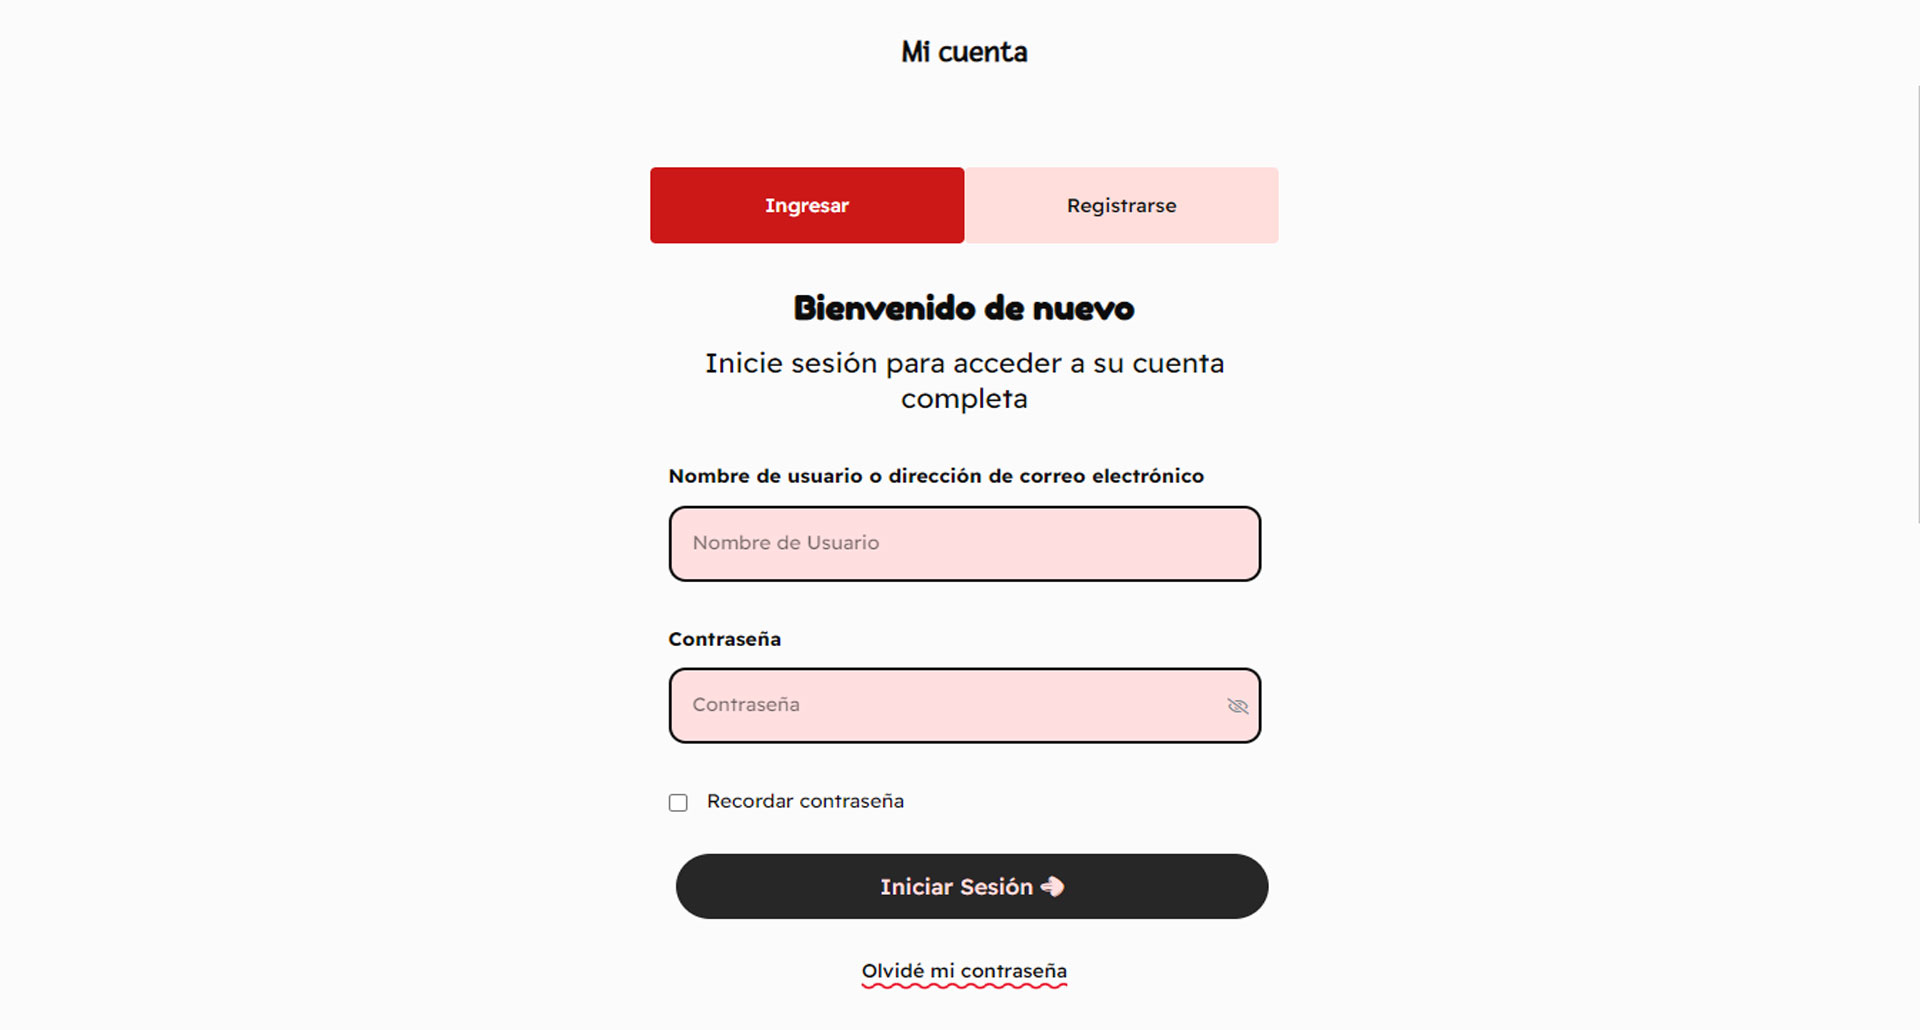 Mi cuenta
Ingresar
Registrarse
Bienvenido de nuevo
Inicie sesión para acceder a su cuenta
completa
Nombre de usuario o dirección de correo electrónico
Nombre de Usuario
Contraseña
Contraseña
Recordar contraseña
Iniciar Sesión
Olvidé mi contraseña